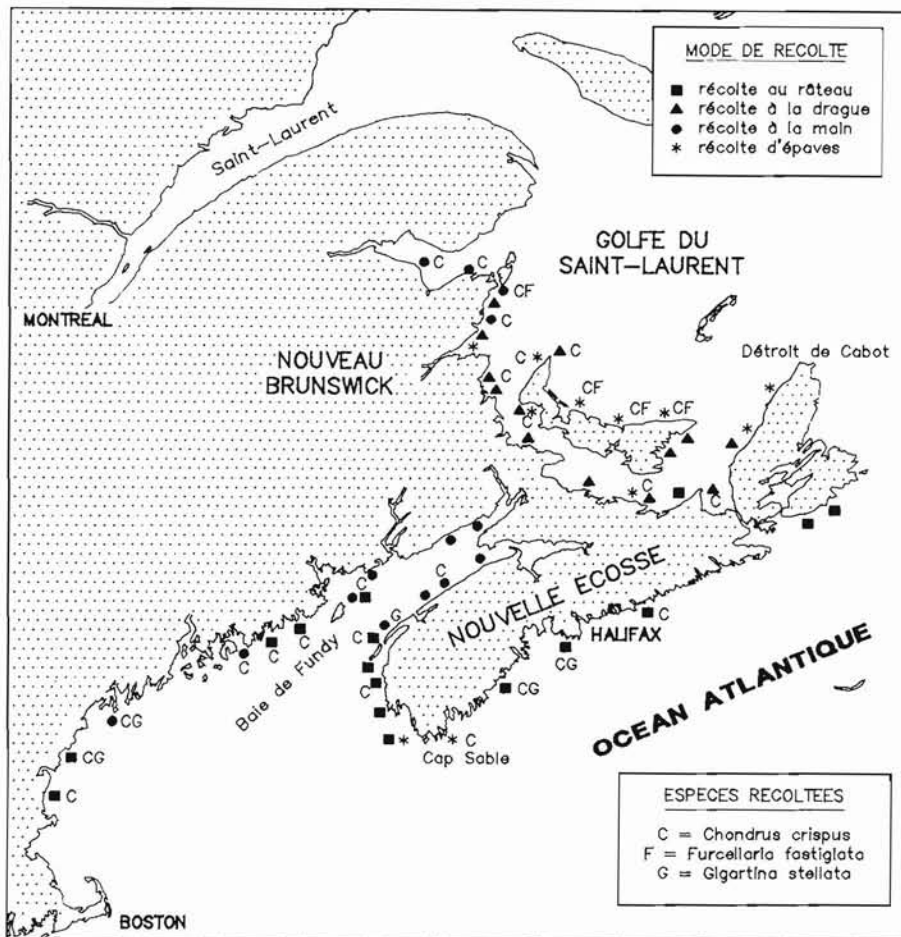 MODE DE RECOLTE
■ récolte au râteau
▲ récolte à la drague
● récolte à la main
* récolte d'épaves
Saint-Laurent
GOLFE DU
SAINT-LAURENT
C
C
CF
MONTREAL
C
NOUVEAU
BRUNSWICK
C
C
Détroit de Cabot
C
CF
CF
CF
C
C
C
NOUVELLE ECOSSE
C
G
C
HALIFAX
C
C
C
C
CG
Baie de Fundy
C
CG
OCEAN ATLANTIQUE
CG
C
Cap Sable
CG
C
ESPECES RECOLTEES
C = Chondrus crispus
F = Furcellaria fastigiata
G = Gigartina stellata
BOSTON